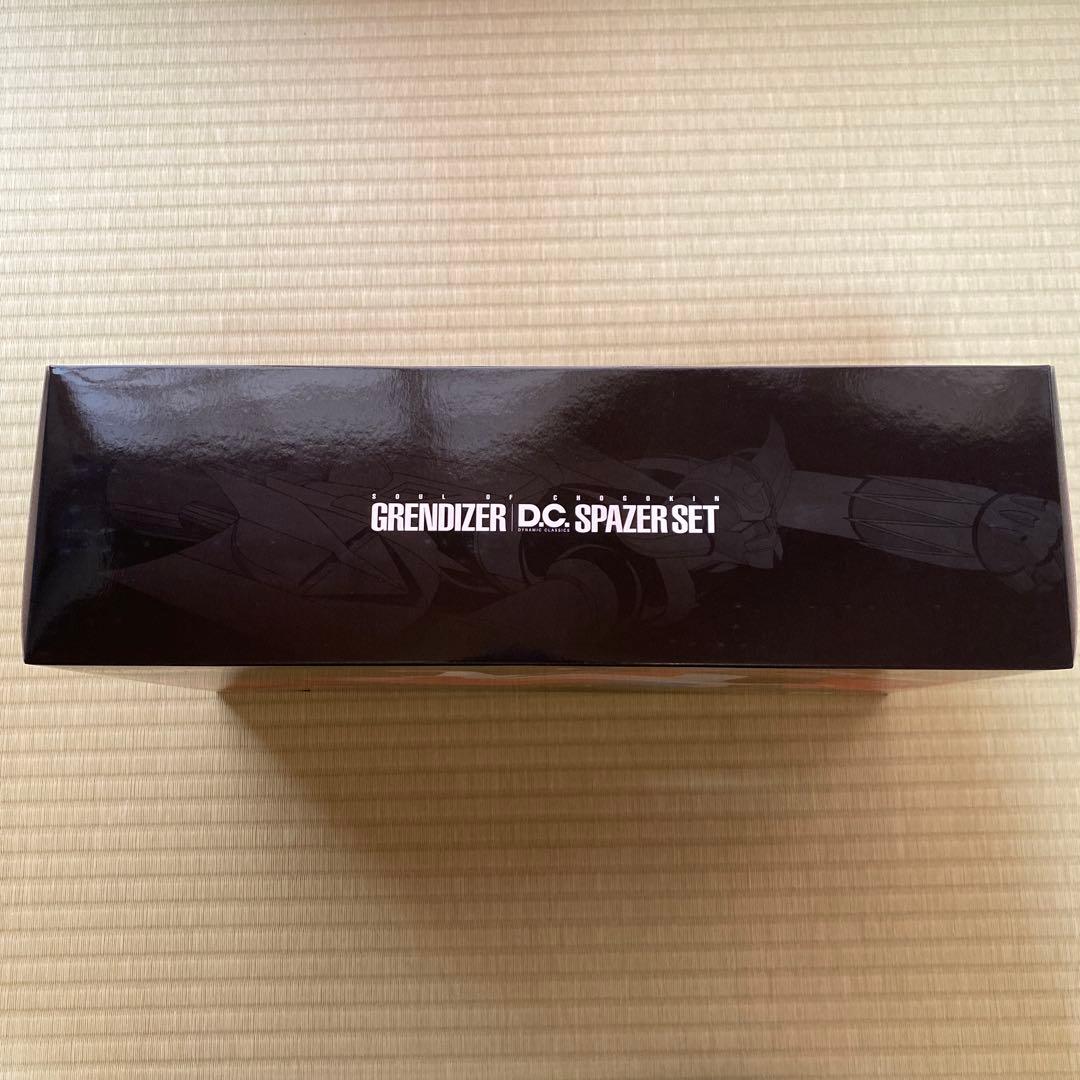 SOUL OF CHOGOKIN
GRENDIZER D.C. SPAZER SET
DYNAMIC CLASSICS